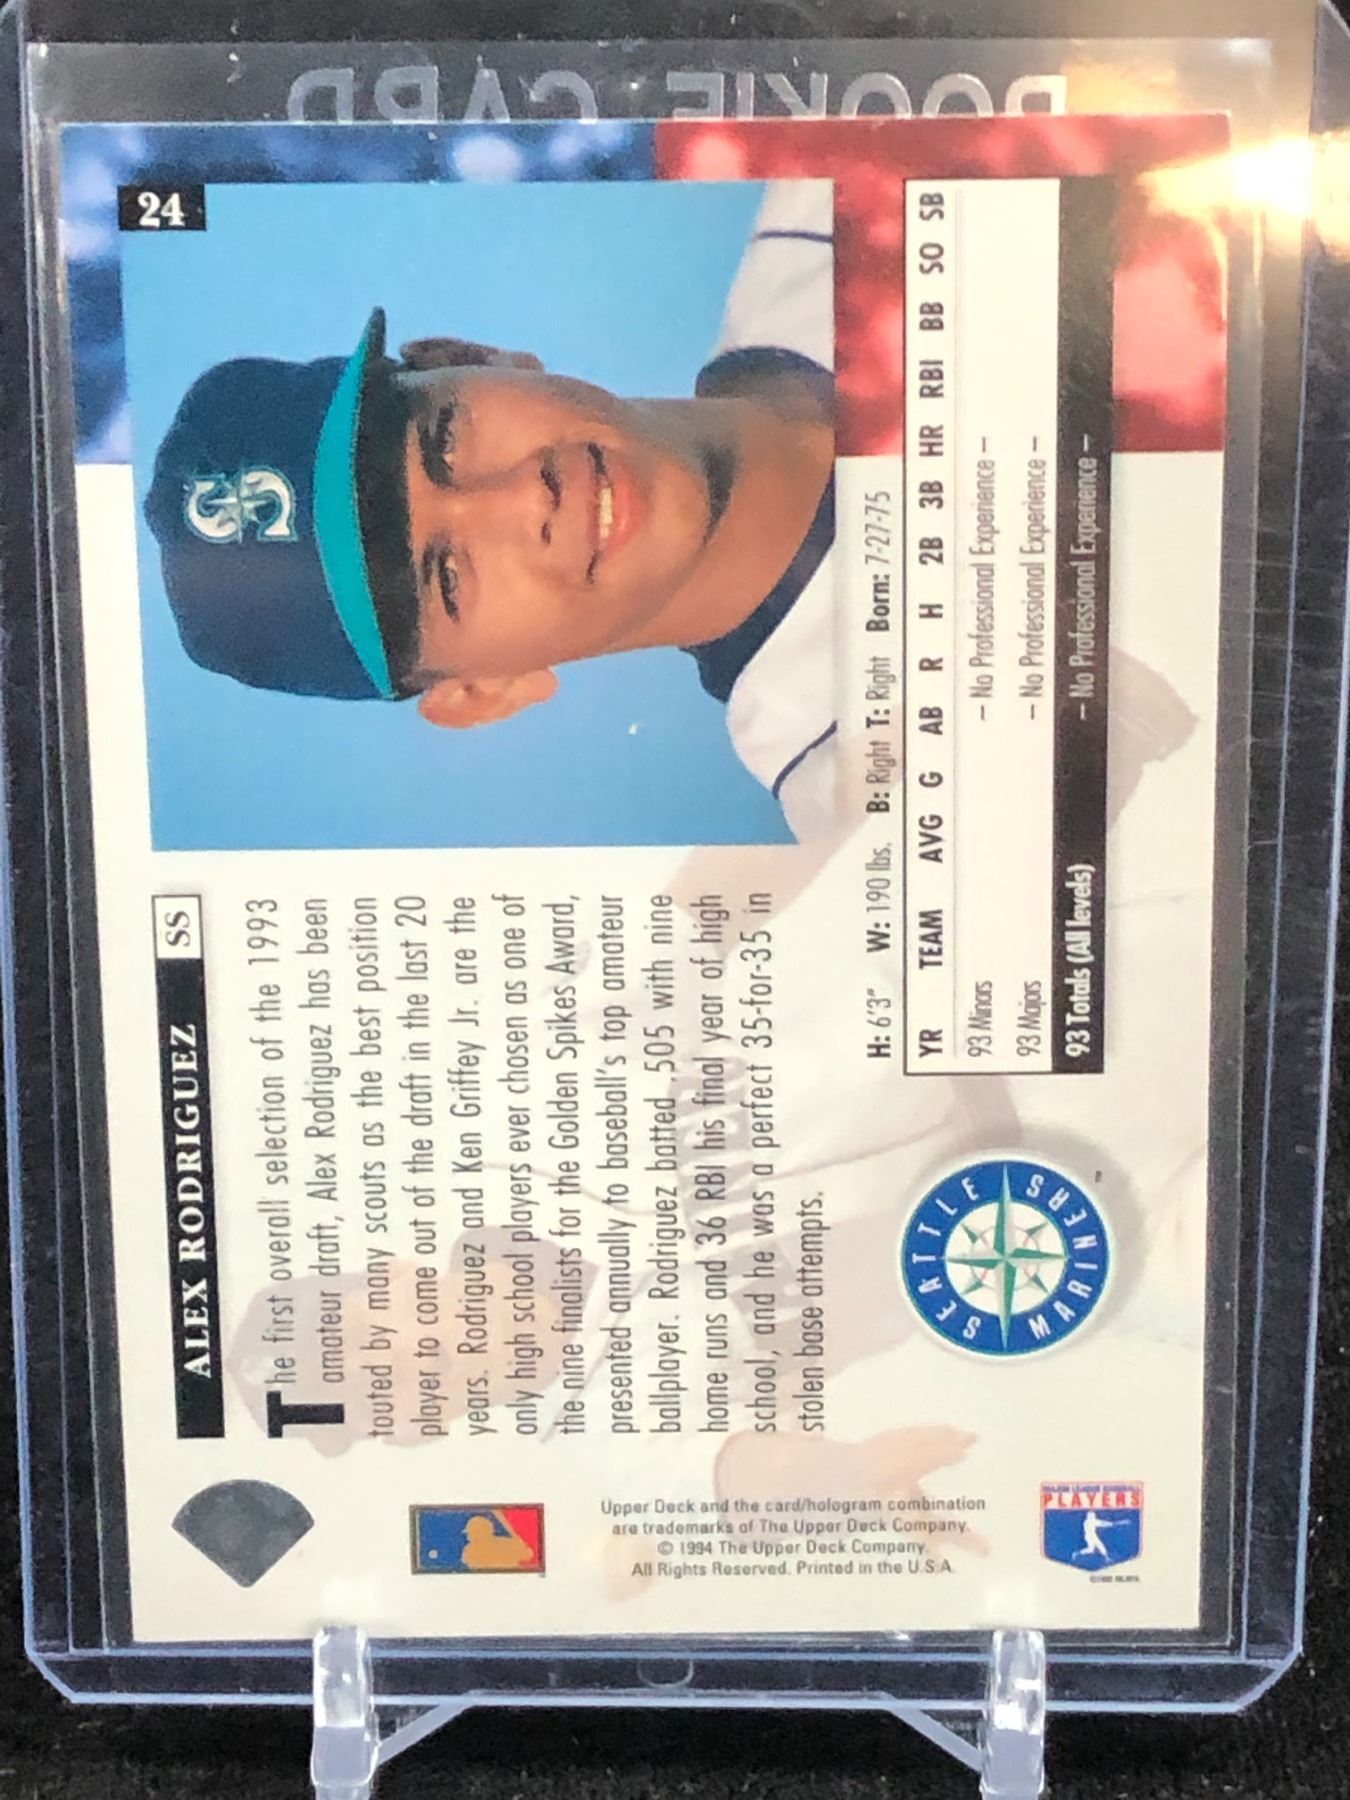 ROOKIE CARD
24
ALEX RODRIGUEZ SS
The first overall selection of the 1993
amateur draft, Alex Rodriguez has been
touted by many scouts as the best position
player to come out of the draft in the last 20
years. Rodriguez and Ken Griffey Jr. are the
only high school players ever chosen as one of
the nine finalists for the Golden Spikes Award,
presented annually to baseball's top amateur
ballplayer. Rodriguez batted .505 with nine
home runs and 36 RBI his final year of high
school, and he was a perfect 35-for-35 in
stolen base attempts.
H: 6'3" W: 190 lbs. B: Right T: Right Born: 7-27-75
YR TEAM AVG G AB R H 2B 3B HR RBI BB SO SB
93 Minors – No Professional Experience –
93 Majors – No Professional Experience –
93 Totals (All levels) – No Professional Experience –
SEATTLE MARINERS ™
Upper Deck and the card/hologram combination
are trademarks of The Upper Deck Company.
© 1994 The Upper Deck Company.
All Rights Reserved. Printed in the U.S.A.
MAJOR LEAGUE BASEBALL
PLAYERS